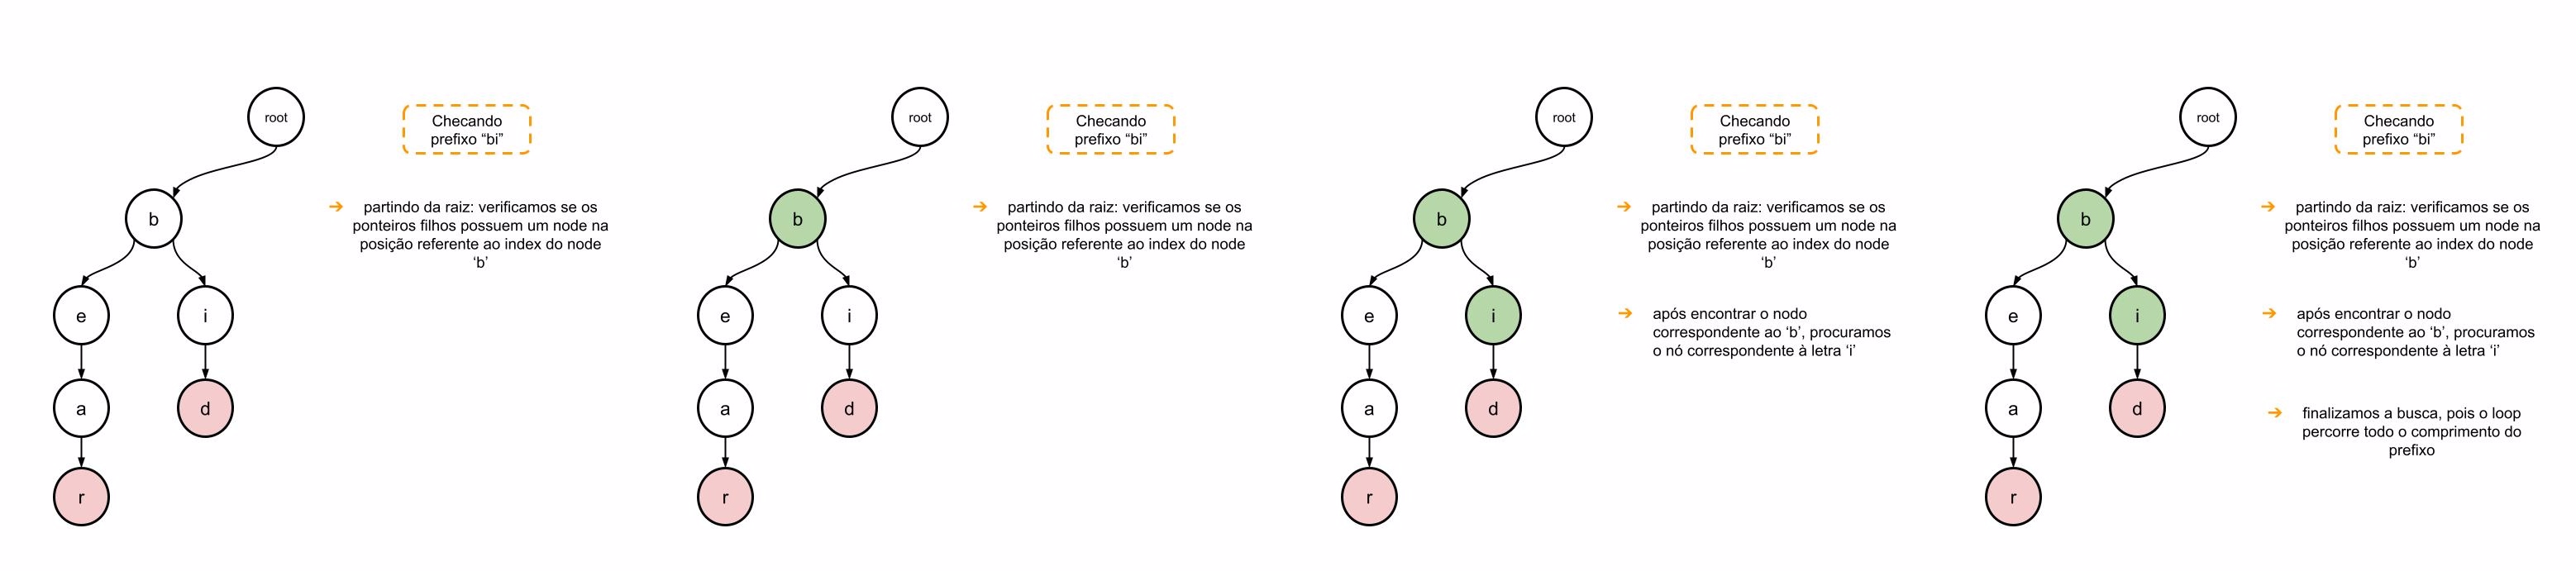 root
Checando
prefixo “bi”
b
➔ partindo da raiz: verificamos se os
ponteiros filhos possuem um node na
posição referente ao index do node
‘b’
e
i
a
d
r
root
Checando
prefixo “bi”
b
➔ partindo da raiz: verificamos se os
ponteiros filhos possuem um node na
posição referente ao index do node
‘b’
e
i
a
d
r
root
Checando
prefixo “bi”
b
➔ partindo da raiz: verificamos se os
ponteiros filhos possuem um node na
posição referente ao index do node
‘b’
e
i
➔ após encontrar o nodo
correspondente ao ‘b’, procuramos
o nó correspondente à letra ‘i’
a
d
r
root
Checando
prefixo “bi”
b
➔ partindo da raiz: verificamos se os
ponteiros filhos possuem um node na
posição referente ao index do node
‘b’
e
i
➔ após encontrar o nodo
correspondente ao ‘b’, procuramos
o nó correspondente à letra ‘i’
a
d
➔ finalizamos a busca, pois o loop
percorre todo o comprimento do
prefixo
r